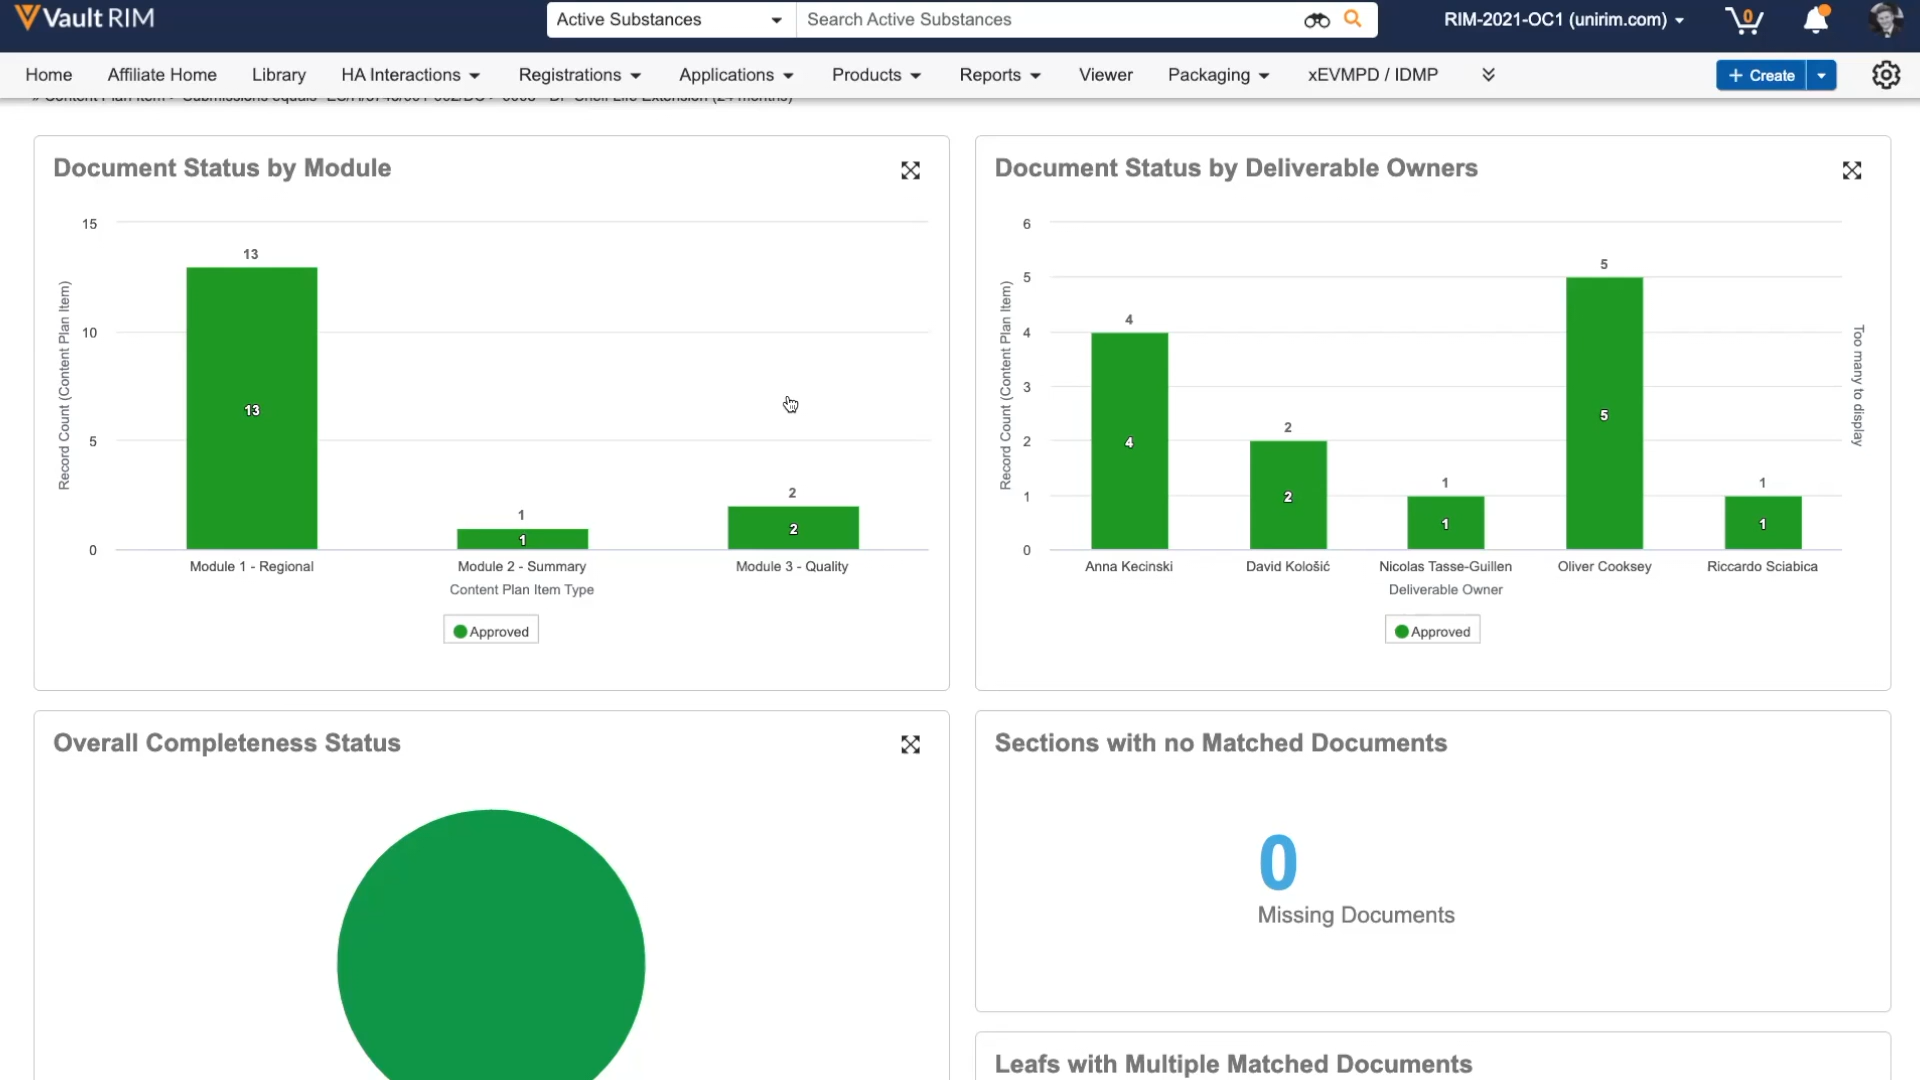 Vault RIM
Active Substances
Search Active Substances
RIM-2021-OC1 (unirim.com)
0
Home
Affiliate Home
Library
HA Interactions
Registrations
Applications
Products
Reports
Viewer
Packaging
xEVMPD / IDMP
+ Create
Document Status by Module
15
10
5
0
Record Count (Content Plan Item)
13
13
1
1
2
2
Module 1 - Regional
Module 2 - Summary
Module 3 - Quality
Content Plan Item Type
Approved
Document Status by Deliverable Owners
6
5
4
3
2
1
0
Record Count (Content Plan Item)
4
4
2
2
1
1
5
5
1
1
Too many to display
Anna Kecinski
David Kološić
Nicolas Tasse-Guillen
Oliver Cooksey
Riccardo Sciabica
Deliverable Owner
Approved
Overall Completeness Status
Sections with no Matched Documents
0
Missing Documents
Leafs with Multiple Matched Documents